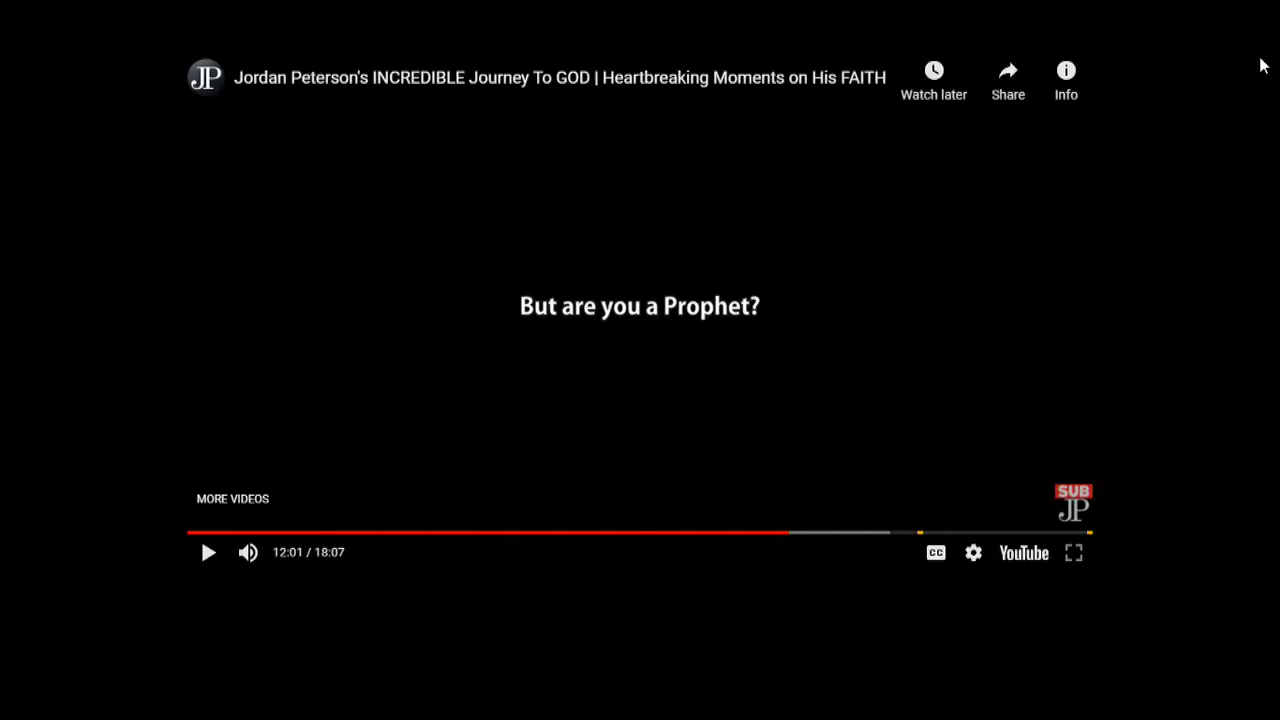 JP Jordan Peterson's INCREDIBLE Journey To GOD | Heartbreaking Moments on His FAITH
Watch later Share Info
But are you a Prophet?
MORE VIDEOS
SUB
JP
12:01 / 18:07
CC YouTube